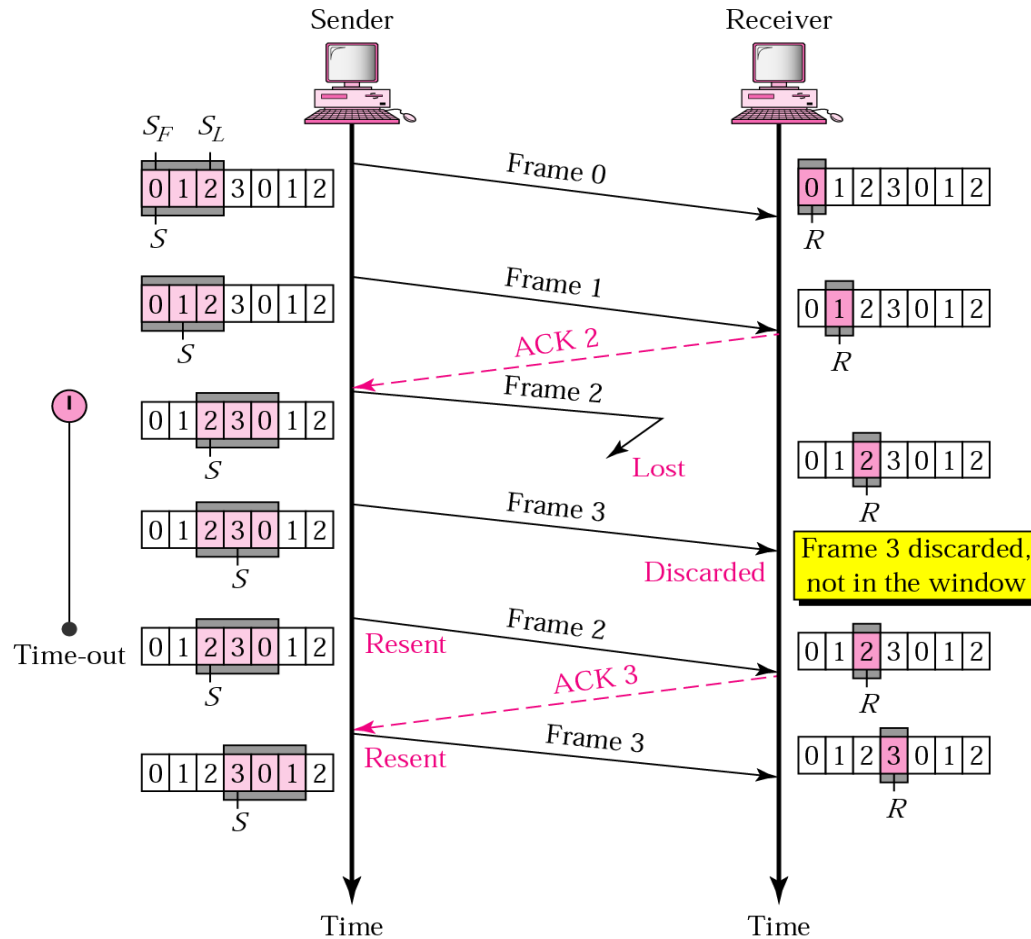 Sender
Receiver
S_F S_L
0 1 2 3 0 1 2
S
Frame 0
0 1 2 3 0 1 2
R
0 1 2 3 0 1 2
S
Frame 1
0 1 2 3 0 1 2
R
ACK 2
0 1 2 3 0 1 2
S
Frame 2
Lost
0 1 2 3 0 1 2
R
0 1 2 3 0 1 2
S
Frame 3
Discarded
Frame 3 discarded,
not in the window
Time-out
0 1 2 3 0 1 2
S
Resent
Frame 2
0 1 2 3 0 1 2
R
ACK 3
0 1 2 3 0 1 2
S
Resent
Frame 3
0 1 2 3 0 1 2
R
Time
Time